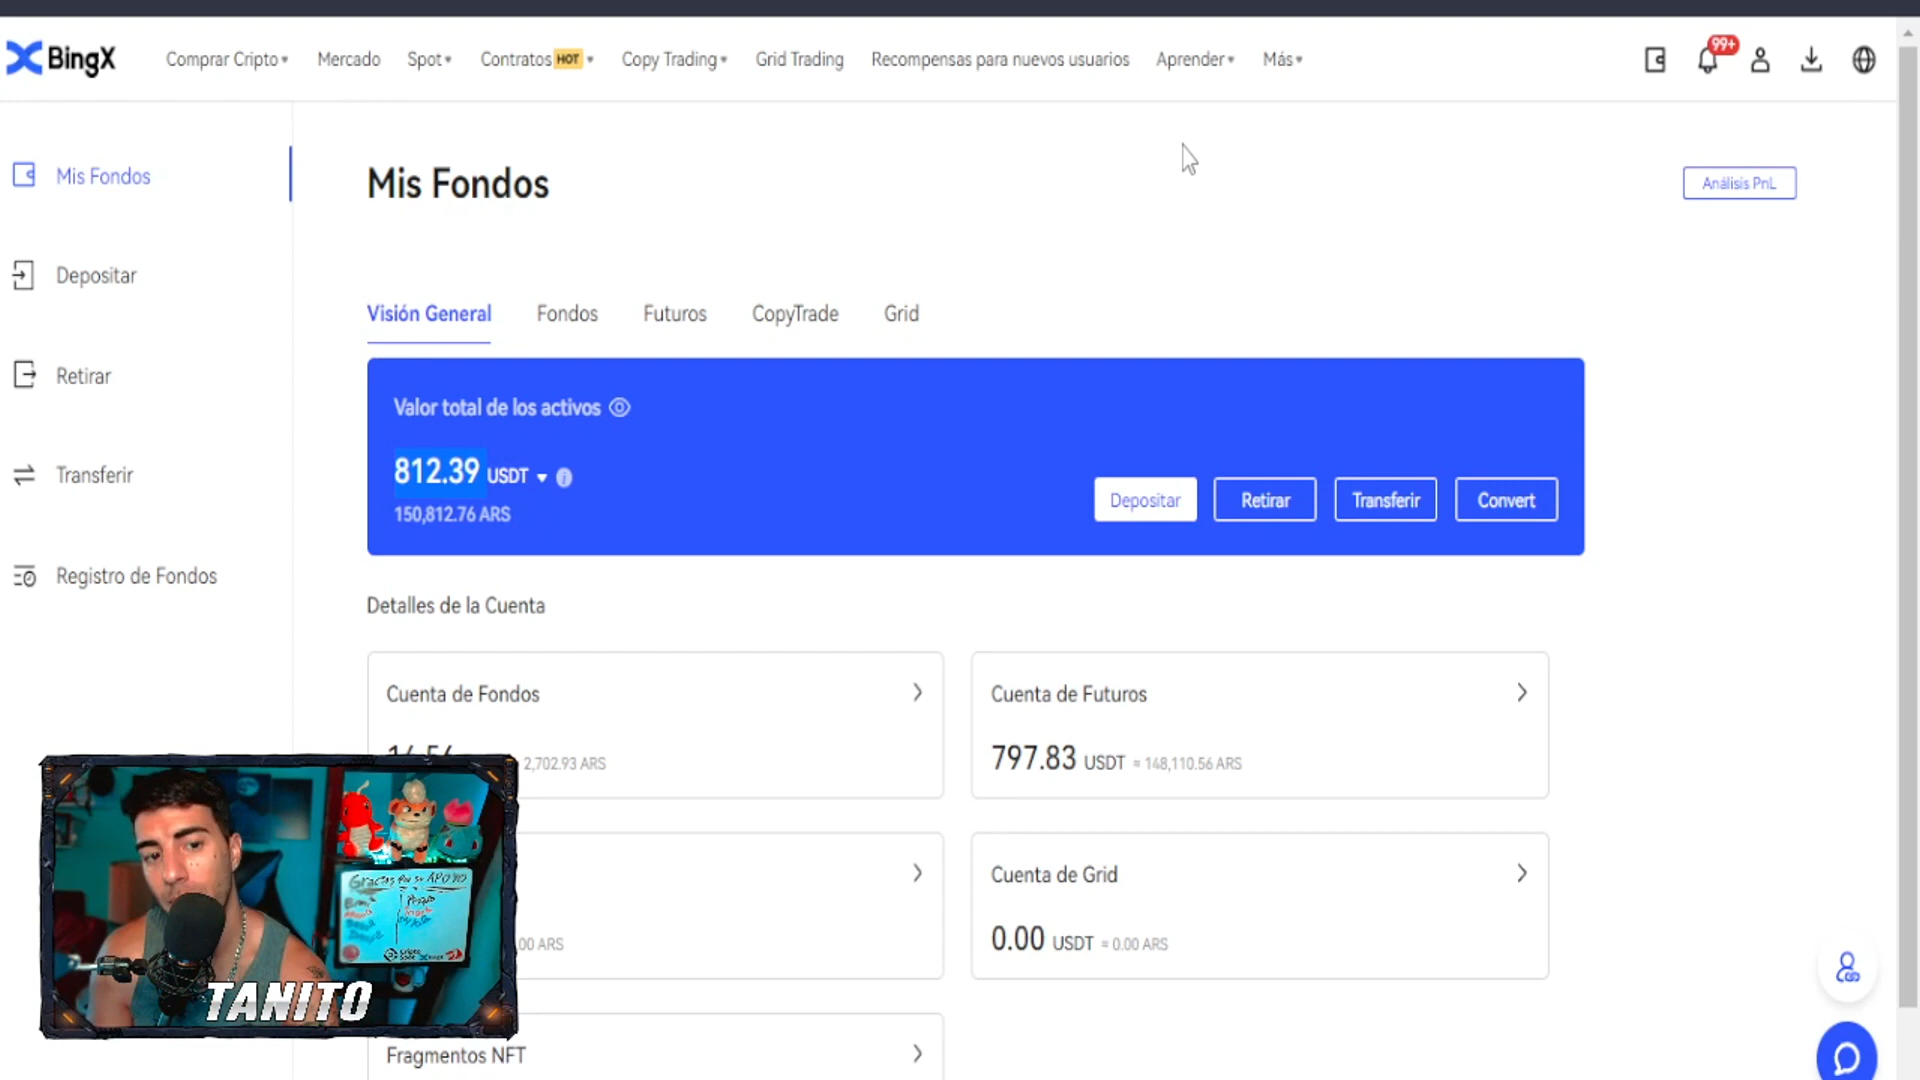 BingX
Comprar Cripto
Mercado
Spot
Contratos HOT
Copy Trading
Grid Trading
Recompensas para nuevos usuarios
Aprender
Más
99+
Mis Fondos
Depositar
Retirar
Transferir
Registro de Fondos
Mis Fondos
Análisis PnL
Visión General
Fondos
Futuros
CopyTrade
Grid
Valor total de los activos
812.39 USDT
150,812.76 ARS
Depositar
Retirar
Transferir
Convert
Detalles de la Cuenta
Cuenta de Fondos
2,702.93 ARS
Cuenta de Futuros
797.83 USDT ≈ 148,110.56 ARS
.00 ARS
Cuenta de Grid
0.00 USDT ≈ 0.00 ARS
Fragmentos NFT
Gracias por su APOYO
TANITO